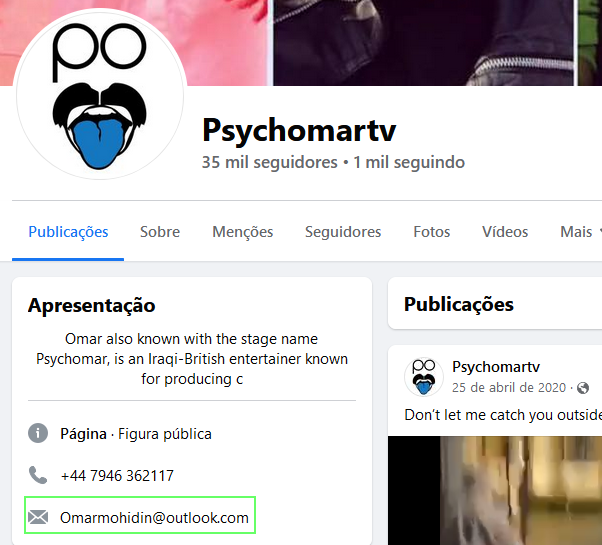 po
Psychomartv
35 mil seguidores • 1 mil seguindo
Publicações Sobre Menções Seguidores Fotos Vídeos Mais
Apresentação
Omar also known with the stage name
Psychomar, is an Iraqi-British entertainer known
for producing c
Página · Figura pública
+44 7946 362117
Omarmohidin@outlook.com
Publicações
po
Psychomartv
25 de abril de 2020 ·
Don't let me catch you outside